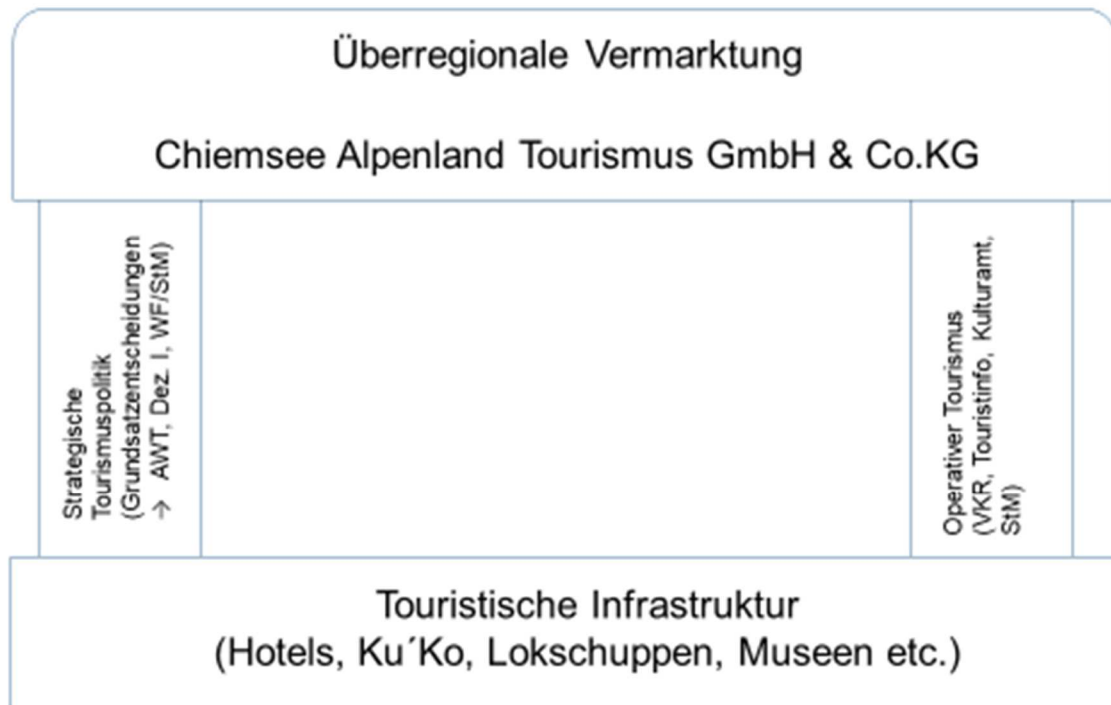 Überregionale Vermarktung
Chiemsee Alpenland Tourismus GmbH & Co.KG
Strategische
Tourismuspolitik
(Grundsatzentscheidungen
→ AWT, Dez. I, WF/StM)
Operativer Tourismus
(VKR, Touristinfo, Kulturamt,
StM)
Touristische Infrastruktur
(Hotels, Ku´Ko, Lokschuppen, Museen etc.)